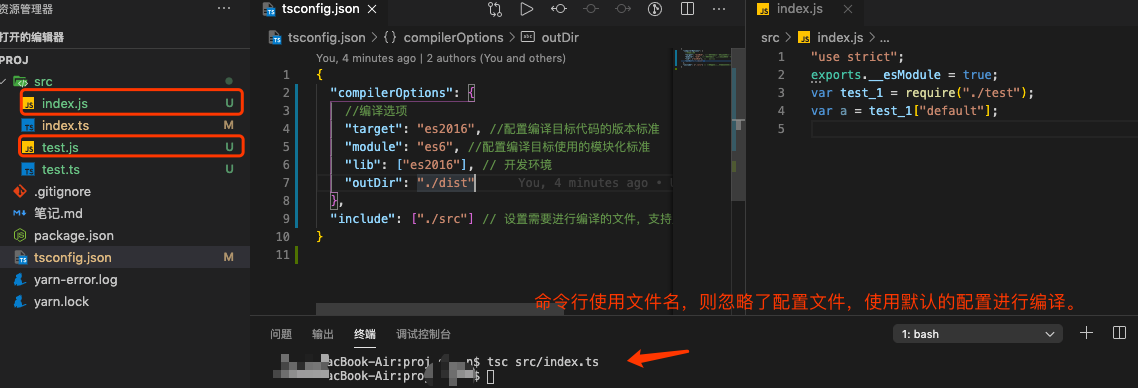 资源管理器
···
打开的编辑器
PROJ
src
JS index.js U
TS index.ts M
JS test.js U
TS test.ts U
.gitignore
笔记.md
package.json
tsconfig.json M
yarn-error.log
yarn.lock
tsconfig.json
tsconfig.json > {} compilerOptions > abc outDir
You, 4 minutes ago | 2 authors (You and others)
1 {
2 "compilerOptions": {
3 //编译选项
4 "target": "es2016", //配置编译目标代码的版本标准
5 "module": "es6", //配置编译目标使用的模块化标准
6 "lib": ["es2016"], // 开发环境
7 "outDir": "./dist" You, 4 minutes ago •
8 },
9 "include": ["./src"] // 设置需要进行编译的文件，支持
10 }
11
JS index.js
src > JS index.js > ...
1 "use strict";
2 exports.__esModule = true;
3 var test_1 = require("./test");
4 var a = test_1["default"];
5
命令行使用文件名，则忽略了配置文件，使用默认的配置进行编译。
问题 输出 终端 调试控制台
1: bash
acBook-Air:proj n$ tsc src/index.ts
acBook-Air:proj $